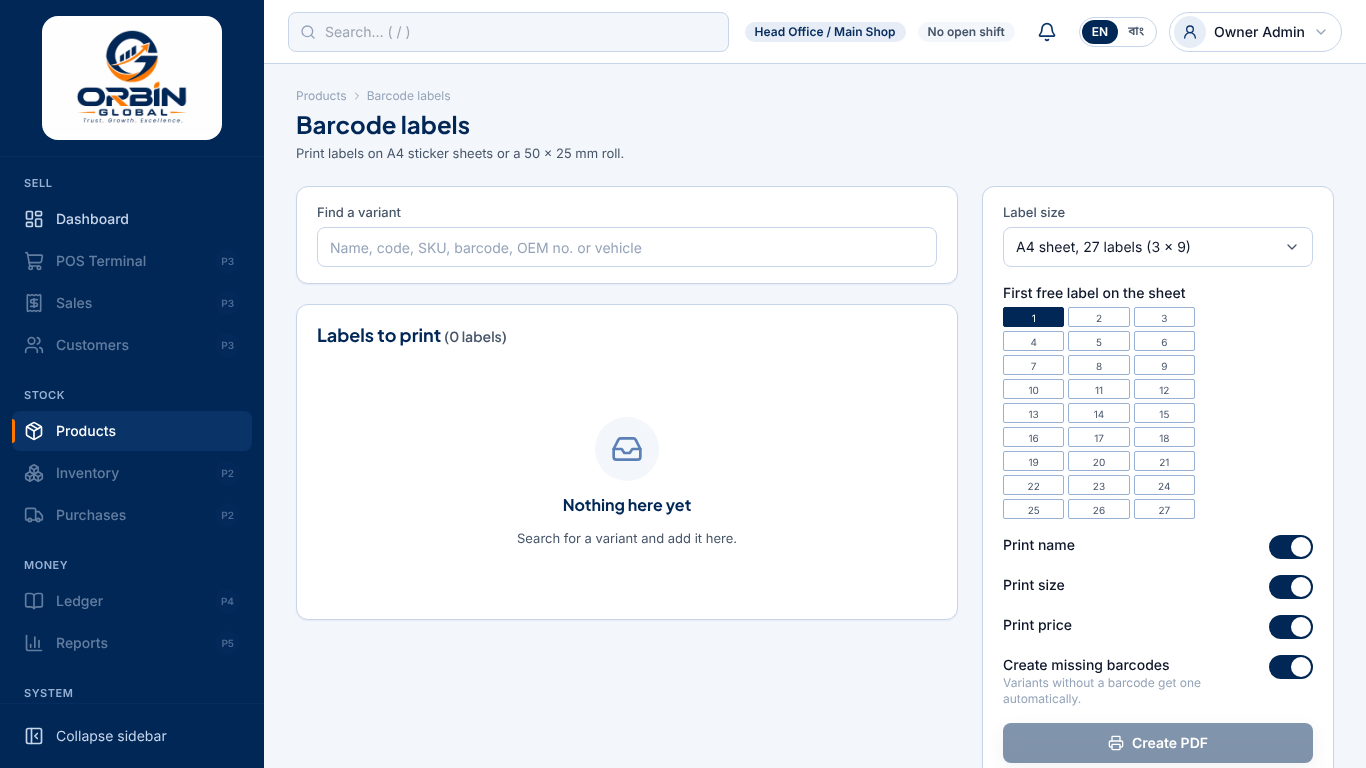 ORBIN
GLOBAL
Trust. Growth. Excellence.
SELL
Dashboard
POS Terminal P3
Sales P3
Customers P3
STOCK
Products
Inventory P2
Purchases P2
MONEY
Ledger P4
Reports P5
SYSTEM
Collapse sidebar
Search... ( / )
Head Office / Main Shop
No open shift
EN
বাং
Owner Admin
Products > Barcode labels
Barcode labels
Print labels on A4 sticker sheets or a 50 × 25 mm roll.
Find a variant
Name, code, SKU, barcode, OEM no. or vehicle
Labels to print (0 labels)
Nothing here yet
Search for a variant and add it here.
Label size
A4 sheet, 27 labels (3 × 9)
First free label on the sheet
1 2 3
4 5 6
7 8 9
10 11 12
13 14 15
16 17 18
19 20 21
22 23 24
25 26 27
Print name
Print size
Print price
Create missing barcodes
Variants without a barcode get one
automatically.
Create PDF